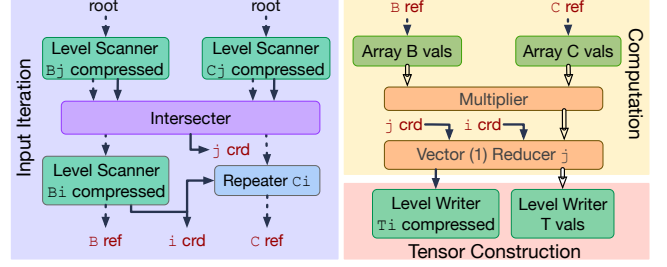 root
root
Level Scanner
Bj compressed
Level Scanner
Cj compressed
Intersecter
j crd
Level Scanner
Bi compressed
Repeater Ci
B ref
i crd
C ref
Input Iteration
B ref
C ref
Array B vals
Array C vals
Multiplier
j crd
i crd
Vector (1) Reducer j
Computation
Level Writer
Ti compressed
Level Writer
T vals
Tensor Construction